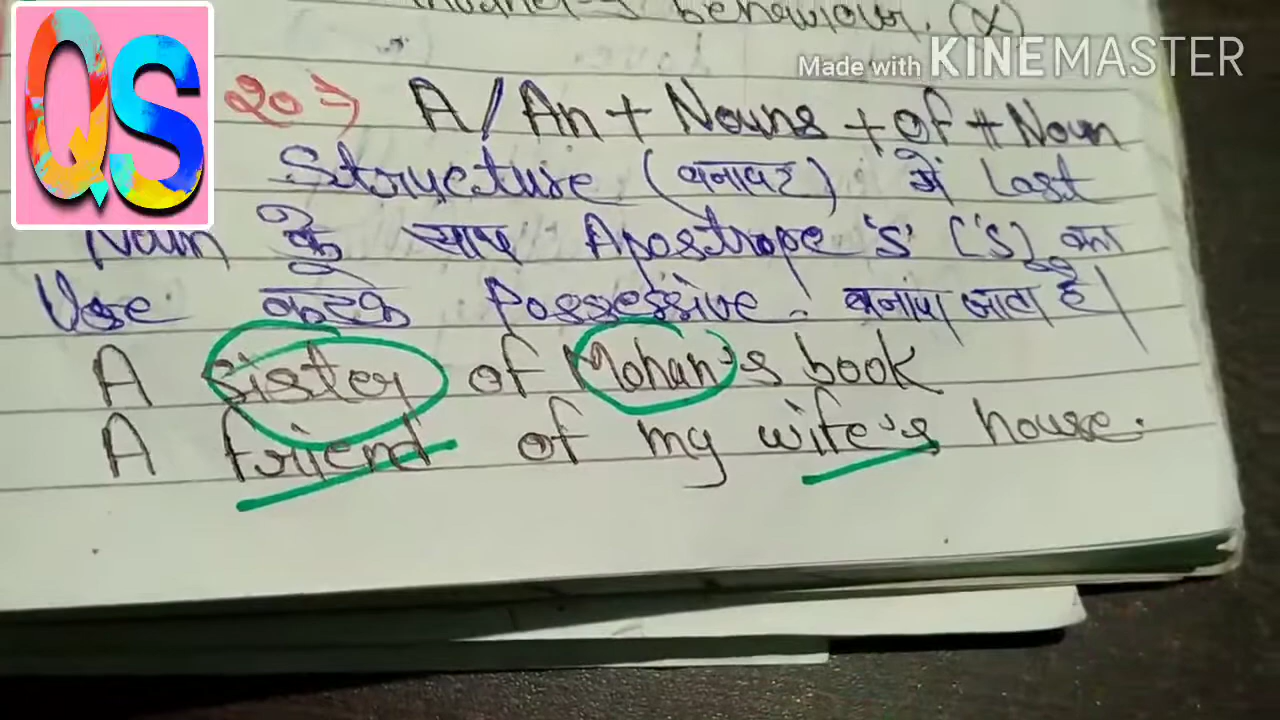 behaviour. (X)
Made with KINEMASTER
QS
20 ⇒ A/An + Nouns + of + Noun
Structure (बनावट) में Last
Noun के साथ Apostrope 's' ('s) का
Use करके Possessive. बनाया जाता है।
A sister of Mohan's book
A friend of my wife's house.